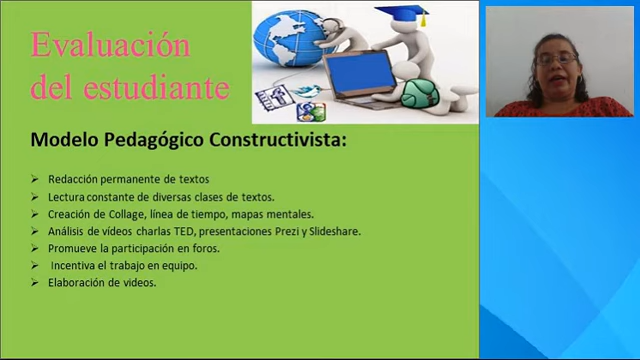 Evaluación
del estudiante
Modelo Pedagógico Constructivista:
Redacción permanente de textos
Lectura constante de diversas clases de textos.
Creación de Collage, línea de tiempo, mapas mentales.
Análisis de vídeos charlas TED, presentaciones Prezi y Slideshare.
Promueve la participación en foros.
Incentiva el trabajo en equipo.
Elaboración de videos.